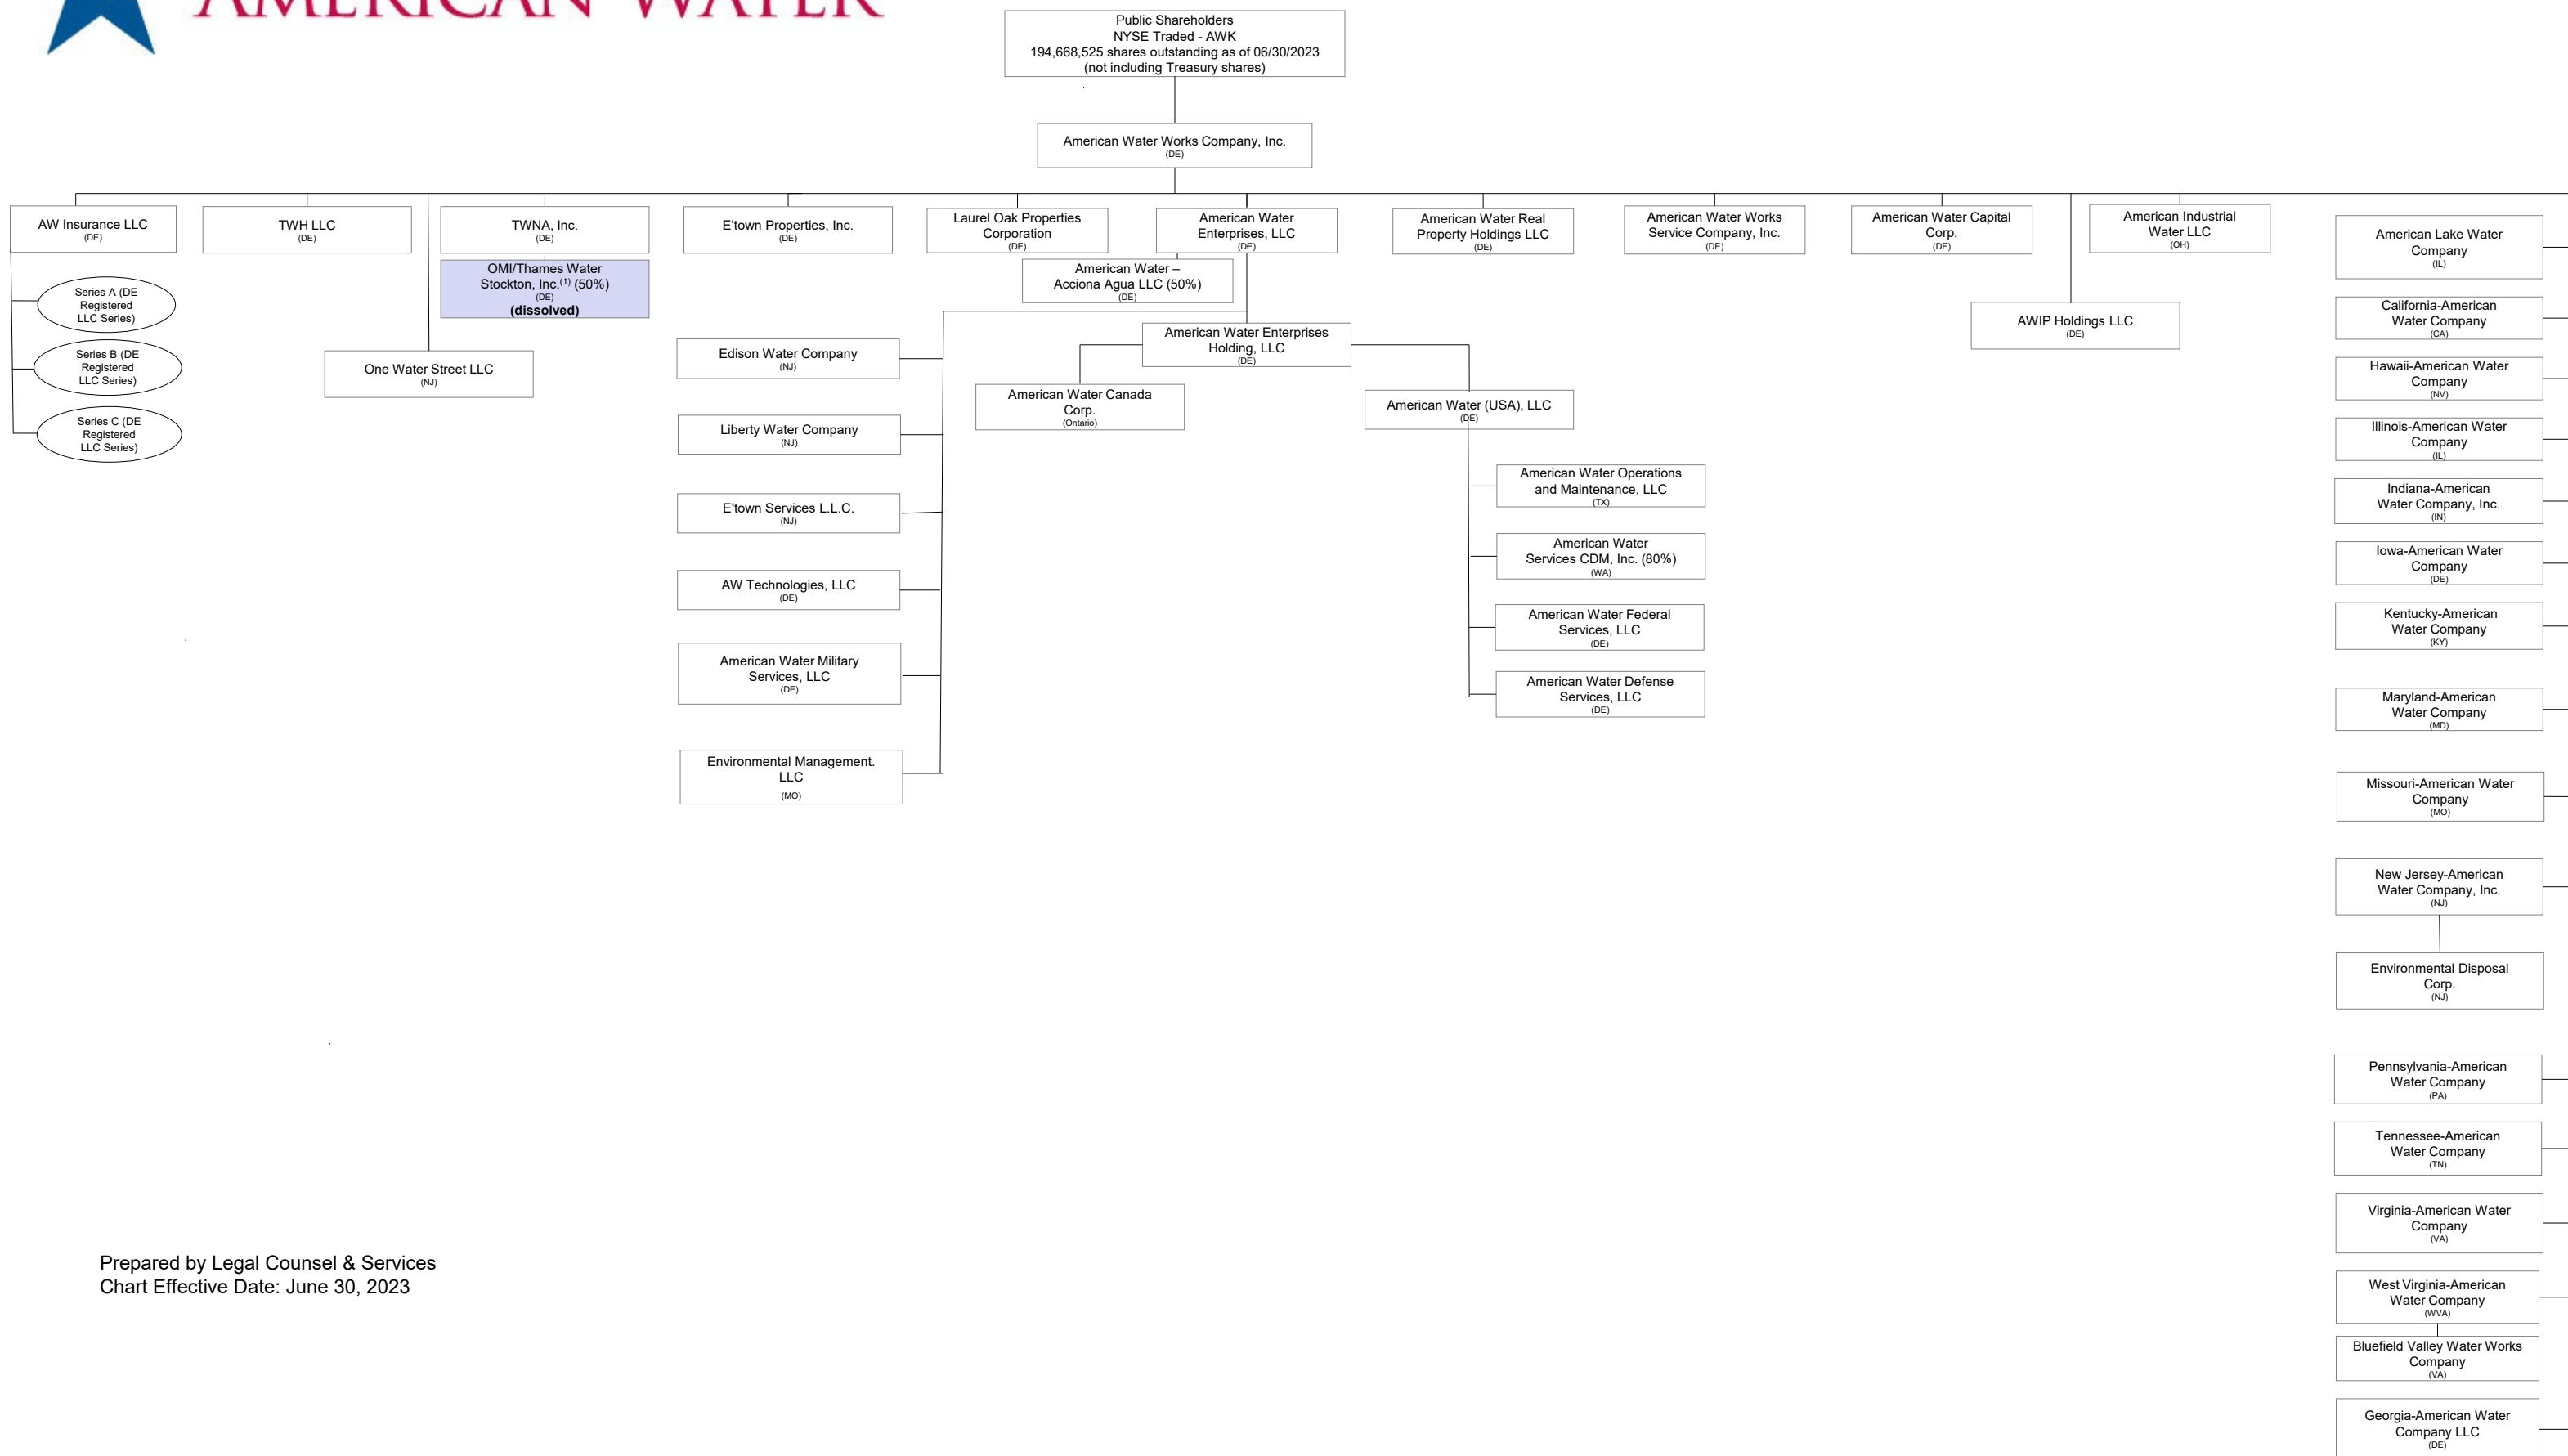 AMERICAN WATER
Public Shareholders
NYSE Traded - AWK
194,668,525 shares outstanding as of 06/30/2023
(not including Treasury shares)
American Water Works Company, Inc.
(DE)
AW Insurance LLC
(DE)
Series A (DE
Registered
LLC Series)
Series B (DE
Registered
LLC Series)
Series C (DE
Registered
LLC Series)
TWH LLC
(DE)
One Water Street LLC
(NJ)
TWNA, Inc.
(DE)
OMI/Thames Water
Stockton, Inc.(1) (50%)
(DE)
(dissolved)
E'town Properties, Inc.
(DE)
Laurel Oak Properties
Corporation
(DE)
American Water
Enterprises, LLC
(DE)
American Water –
Acciona Agua LLC (50%)
(DE)
Edison Water Company
(NJ)
Liberty Water Company
(NJ)
E'town Services L.L.C.
(NJ)
AW Technologies, LLC
(DE)
American Water Military
Services, LLC
(DE)
Environmental Management.
LLC
(MO)
American Water Enterprises
Holding, LLC
(DE)
American Water Canada
Corp.
(Ontario)
American Water (USA), LLC
(DE)
American Water Operations
and Maintenance, LLC
(TX)
American Water
Services CDM, Inc. (80%)
(WA)
American Water Federal
Services, LLC
(DE)
American Water Defense
Services, LLC
(DE)
American Water Real
Property Holdings LLC
(DE)
American Water Works
Service Company, Inc.
(DE)
American Water Capital
Corp.
(DE)
AWIP Holdings LLC
(DE)
American Industrial
Water LLC
(OH)
American Lake Water
Company
(IL)
California-American
Water Company
(CA)
Hawaii-American Water
Company
(NV)
Illinois-American Water
Company
(IL)
Indiana-American
Water Company, Inc.
(IN)
Iowa-American Water
Company
(DE)
Kentucky-American
Water Company
(KY)
Maryland-American
Water Company
(MD)
Missouri-American Water
Company
(MO)
New Jersey-American
Water Company, Inc.
(NJ)
Environmental Disposal
Corp.
(NJ)
Pennsylvania-American
Water Company
(PA)
Tennessee-American
Water Company
(TN)
Virginia-American Water
Company
(VA)
West Virginia-American
Water Company
(WVA)
Bluefield Valley Water Works
Company
(VA)
Georgia-American Water
Company LLC
(DE)
Prepared by Legal Counsel & Services
Chart Effective Date: June 30, 2023